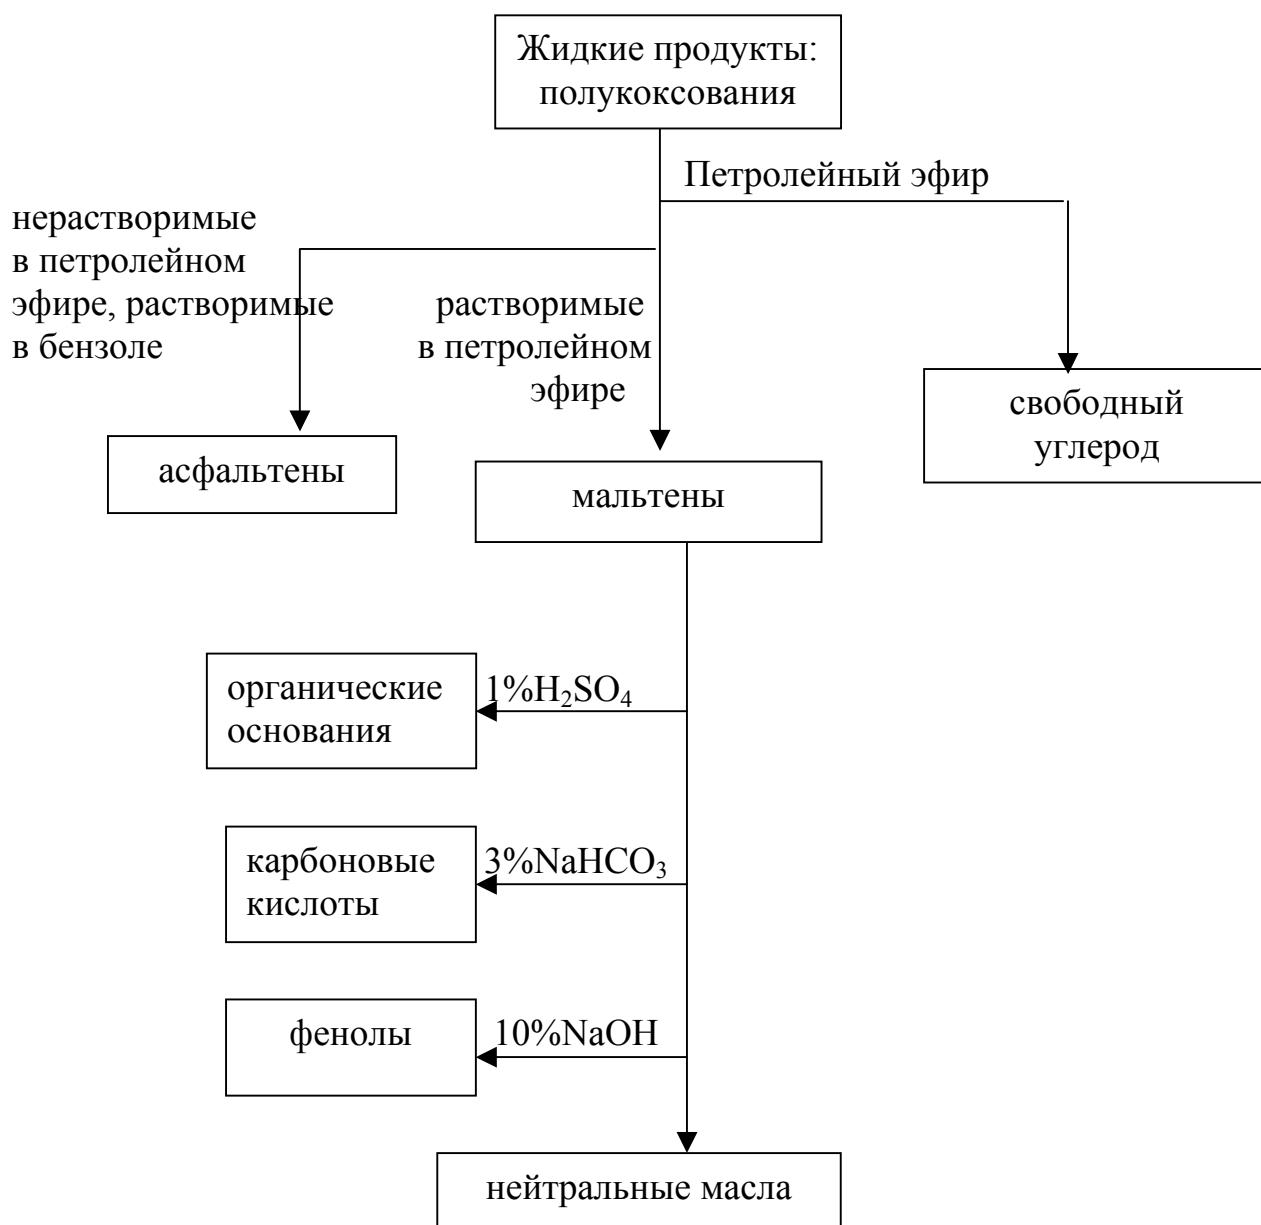 Жидкие продукты:
полукоксования
Петролейный эфир
нерастворимые
в петролейном
эфире, растворимые
в бензоле
растворимые
в петролейном
эфире
свободный
углерод
асфальтены
мальтены
органические
основания
1%H₂SO₄
карбоновые
кислоты
3%NaHCO₃
фенолы
10%NaOH
нейтральные масла